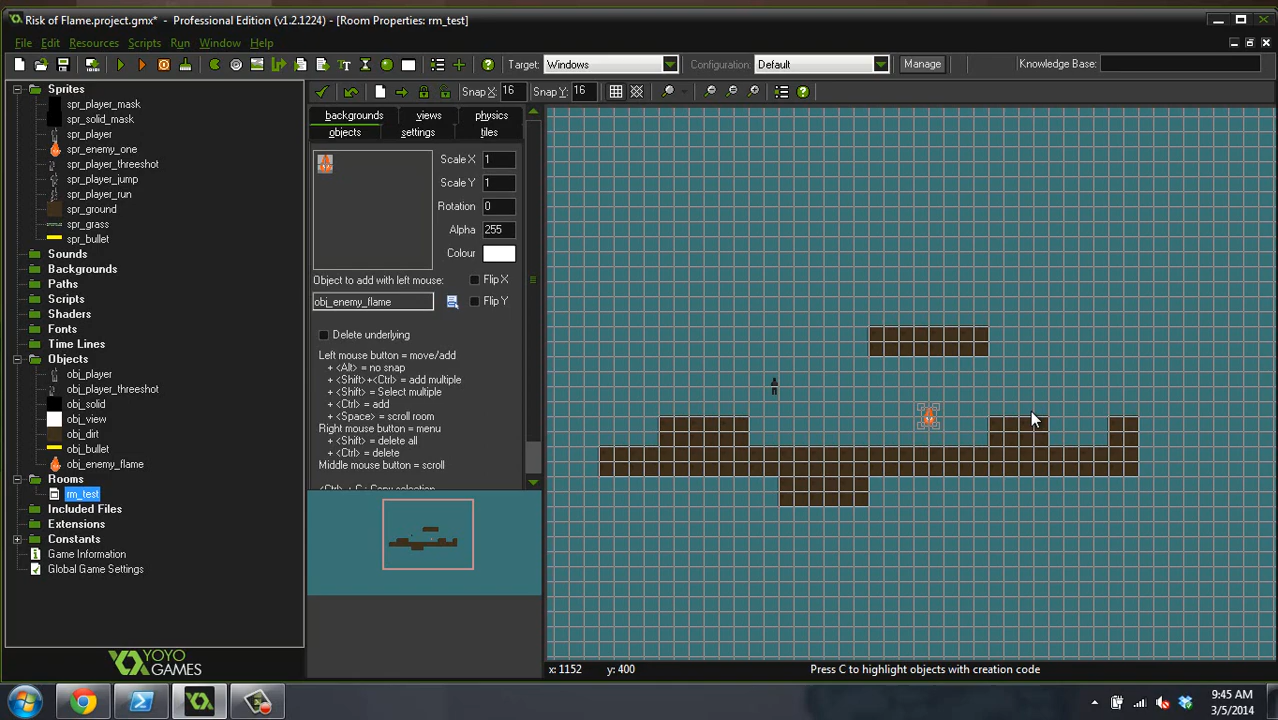 Risk of Flame.project.gmx* - Professional Edition (v1.2.1224) - [Room Properties: rm_test]
File Edit Resources Scripts Run Window Help
Target: Windows Configuration: Default Manage Knowledge Base:
Sprites
spr_player_mask
spr_solid_mask
spr_player
spr_enemy_one
spr_player_threeshot
spr_player_jump
spr_player_run
spr_ground
spr_grass
spr_bullet
Sounds
Backgrounds
Paths
Scripts
Shaders
Fonts
Time Lines
Objects
obj_player
obj_player_threeshot
obj_solid
obj_view
obj_dirt
obj_bullet
obj_enemy_flame
Rooms
rm_test
Included Files
Extensions
Constants
Game Information
Global Game Settings
YOYO
GAMES
Snap X: 16 Snap Y: 16
backgrounds views physics
objects settings tiles
Scale X 1
Scale Y 1
Rotation 0
Alpha 255
Colour
Object to add with left mouse: Flip X
obj_enemy_flame Flip Y
Delete underlying
Left mouse button = move/add
+ <Alt> = no snap
+ <Shift>+<Ctrl> = add multiple
+ <Shift> = Select multiple
+ <Ctrl> = add
+ <Space> = scroll room
Right mouse button = menu
+ <Shift> = delete all
+ <Ctrl> = delete
Middle mouse button = scroll
<Ctrl> + C : Copy selection
x: 1152 y: 400 Press C to highlight objects with creation code
9:45 AM
3/5/2014